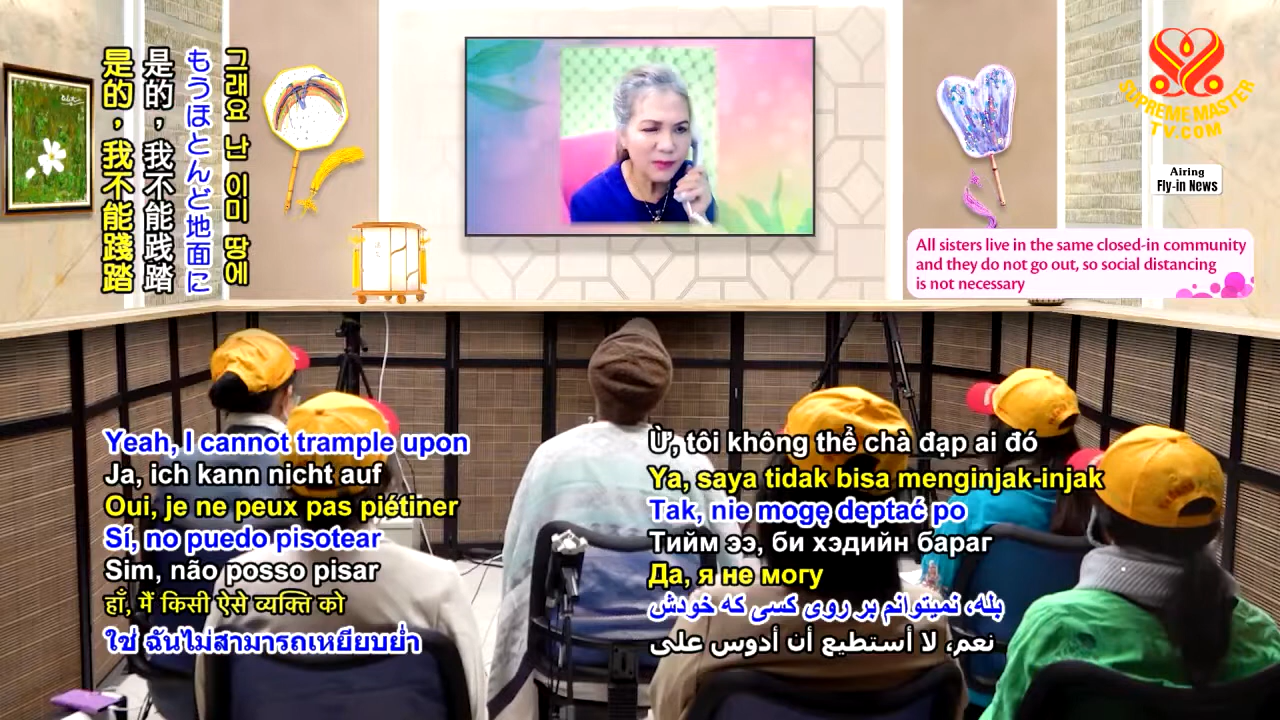 是的，我不能踐踏
是的，我不能践踏
もうほとんど地面に
그래요 난 이미 땅에
SUPREME MASTER
TV.COM
Airing
Fly-in News
All sisters live in the same closed-in community
and they do not go out, so social distancing
is not necessary
Yeah, I cannot trample upon
Ja, ich kann nicht auf
Oui, je ne peux pas piétiner
Sí, no puedo pisotear
Sim, não posso pisar
हाँ, मैं किसी ऐसे व्यक्ति को
ใช่ ฉันไม่สามารถเหยียบย่ำ
Ừ, tôi không thể chà đạp ai đó
Ya, saya tidak bisa menginjak-injak
Tak, nie mogę deptać po
Тийм ээ, би хэдийн бараг
Да, я не могу
بله، نمیتوانم بر روی کسی که خودش
نعم، لا أستطيع أن أدوس على